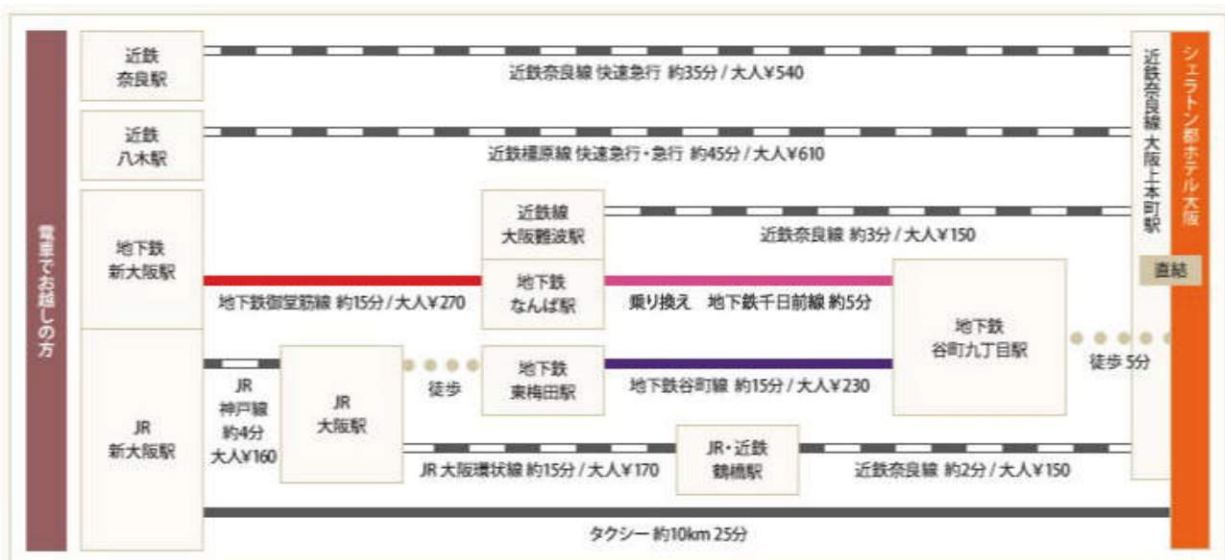 電車でお越しの方
近鉄
奈良駅
近鉄奈良線 快速急行 約35分 / 大人¥540
近鉄
八木駅
近鉄橿原線 快速急行・急行 約45分 / 大人¥610
地下鉄
新大阪駅
近鉄線
大阪難波駅
近鉄奈良線 約3分 / 大人¥150
地下鉄御堂筋線 約15分 / 大人¥270
地下鉄
なんば駅
乗り換え 地下鉄千日前線 約5分
地下鉄
谷町九丁目駅
徒歩 5分
JR
新大阪駅
JR
神戸線
約4分
大人¥160
JR
大阪駅
徒歩
地下鉄
東梅田駅
地下鉄谷町線 約15分 / 大人¥230
JR 大阪環状線 約15分 / 大人¥170
JR・近鉄
鶴橋駅
近鉄奈良線 約2分 / 大人¥150
タクシー 約10km 25分
近鉄奈良線 大阪上本町駅
直結
シェラトン都ホテル大阪